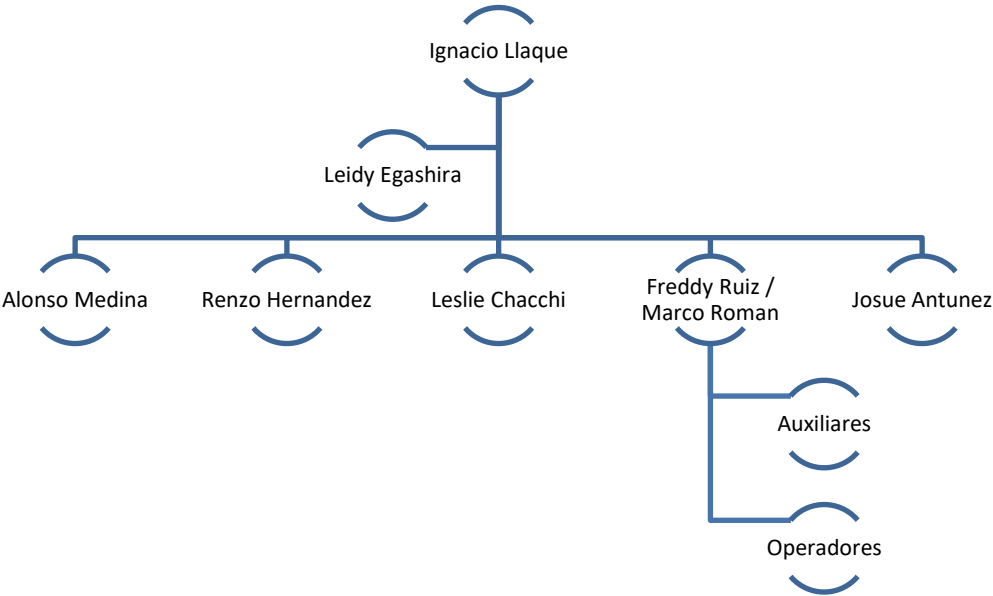 Ignacio Llaque
Leidy Egashira
Alonso Medina
Renzo Hernandez
Leslie Chacchi
Freddy Ruiz /
Marco Roman
Josue Antunez
Auxiliares
Operadores